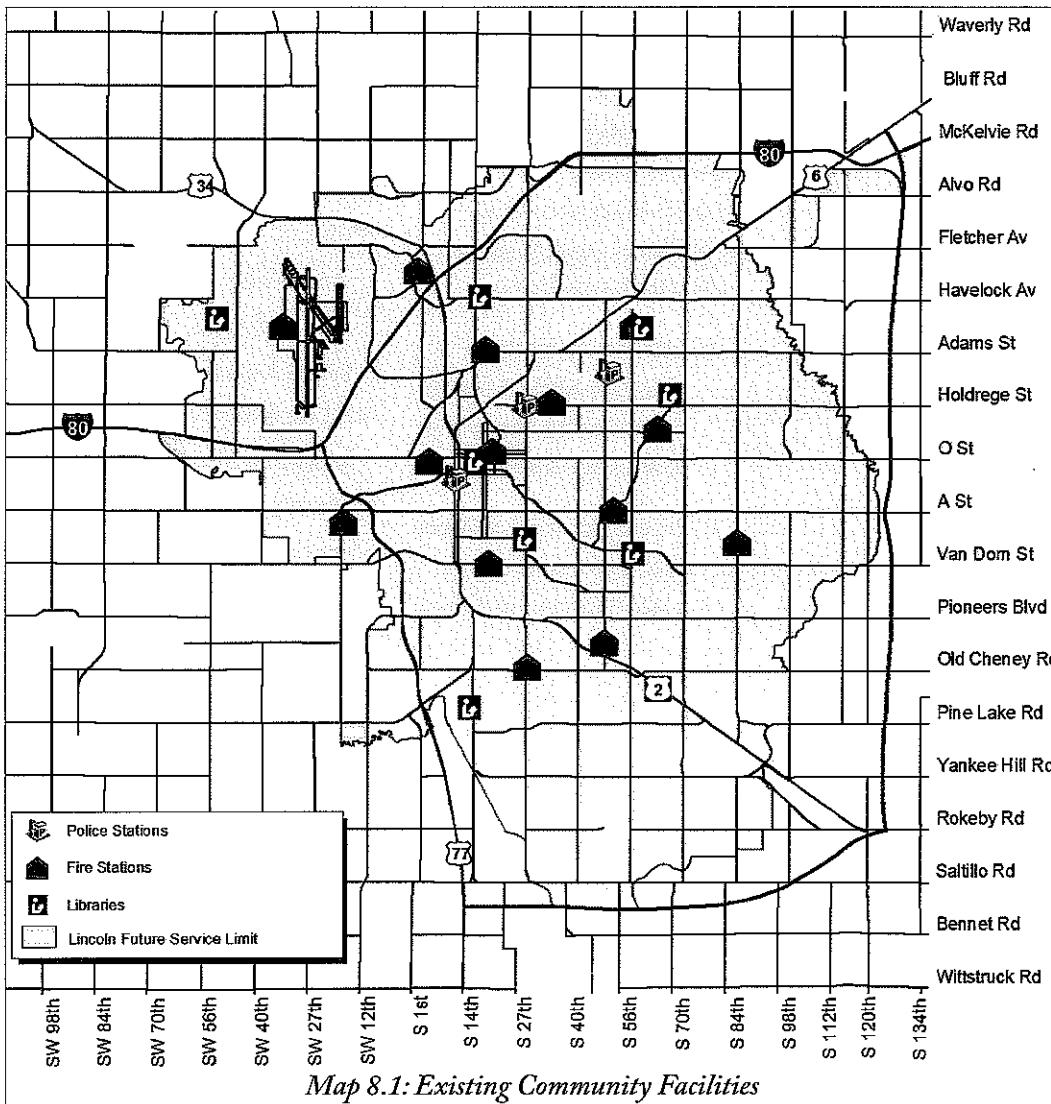 Waverly Rd
Bluff Rd
McKelvie Rd
80
34
6
Alvo Rd
Fletcher Av
Havelock Av
Adams St
Holdrege St
80
O St
A St
Van Dorn St
Pioneers Blvd
Old Cheney Rd
2
Pine Lake Rd
Yankee Hill Rd
Rokeby Rd
77
Saltillo Rd
Bennet Rd
Wittstruck Rd
Police Stations
Fire Stations
Libraries
Lincoln Future Service Limit
SW 98th
SW 84th
SW 70th
SW 56th
SW 40th
SW 27th
SW 12th
S 1st
S 14th
S 27th
S 40th
S 56th
S 70th
S 84th
S 98th
S 112th
S 120th
S 134th
Map 8.1: Existing Community Facilities